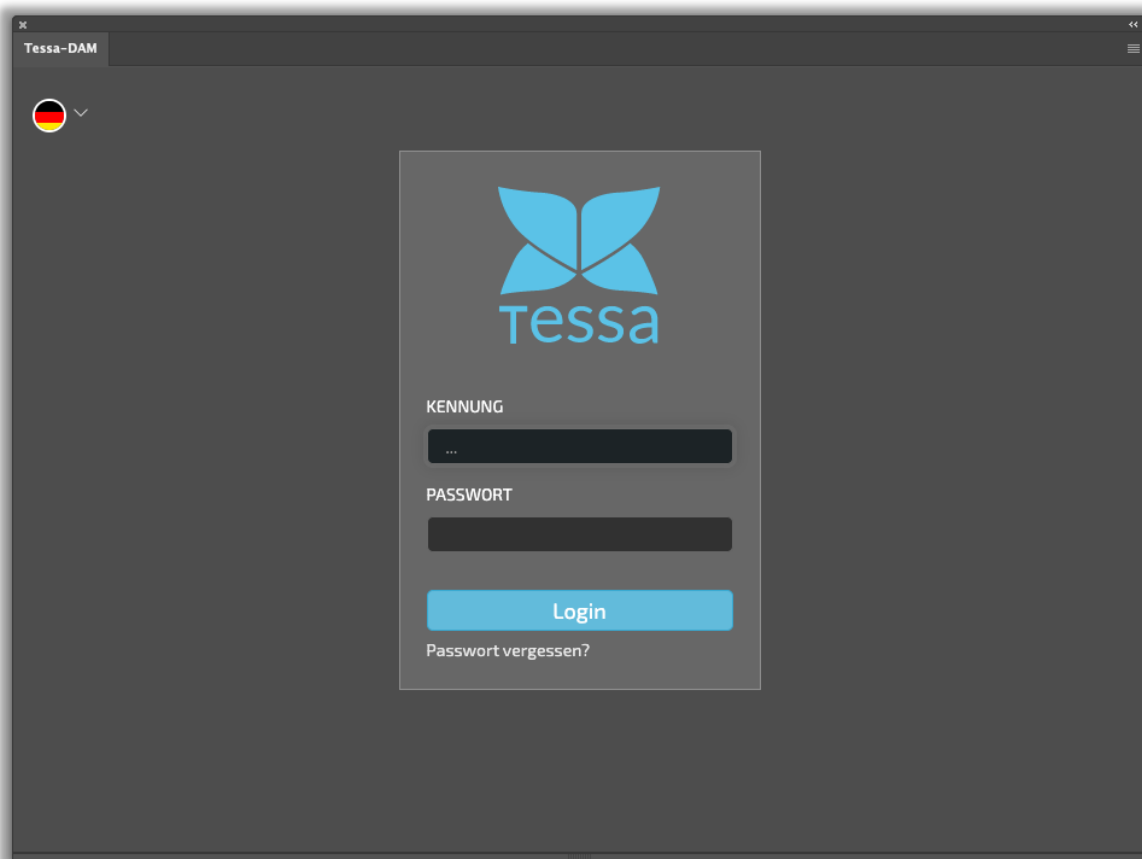 Tessa-DAM
Tessa
KENNUNG
...
PASSWORT
Login
Passwort vergessen?